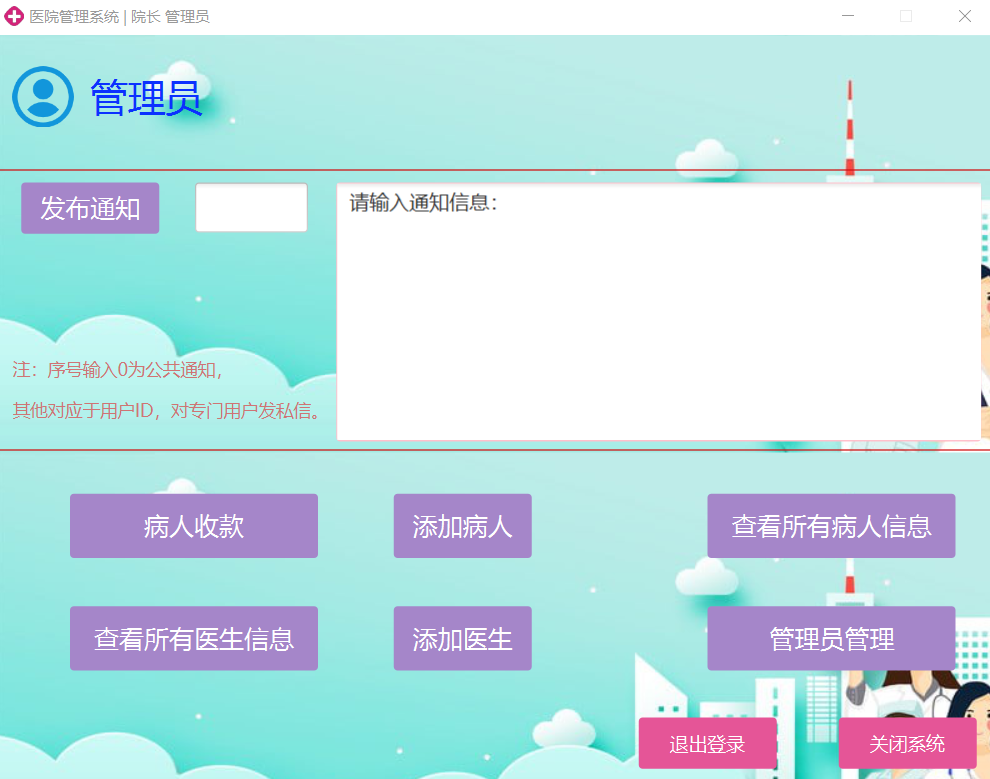 医院管理系统 | 院长 管理员
管理员
发布通知
请输入通知信息：
注：序号输入0为公共通知，
其他对应于用户ID，对专门用户发私信。
病人收款
添加病人
查看所有病人信息
查看所有医生信息
添加医生
管理员管理
退出登录
关闭系统